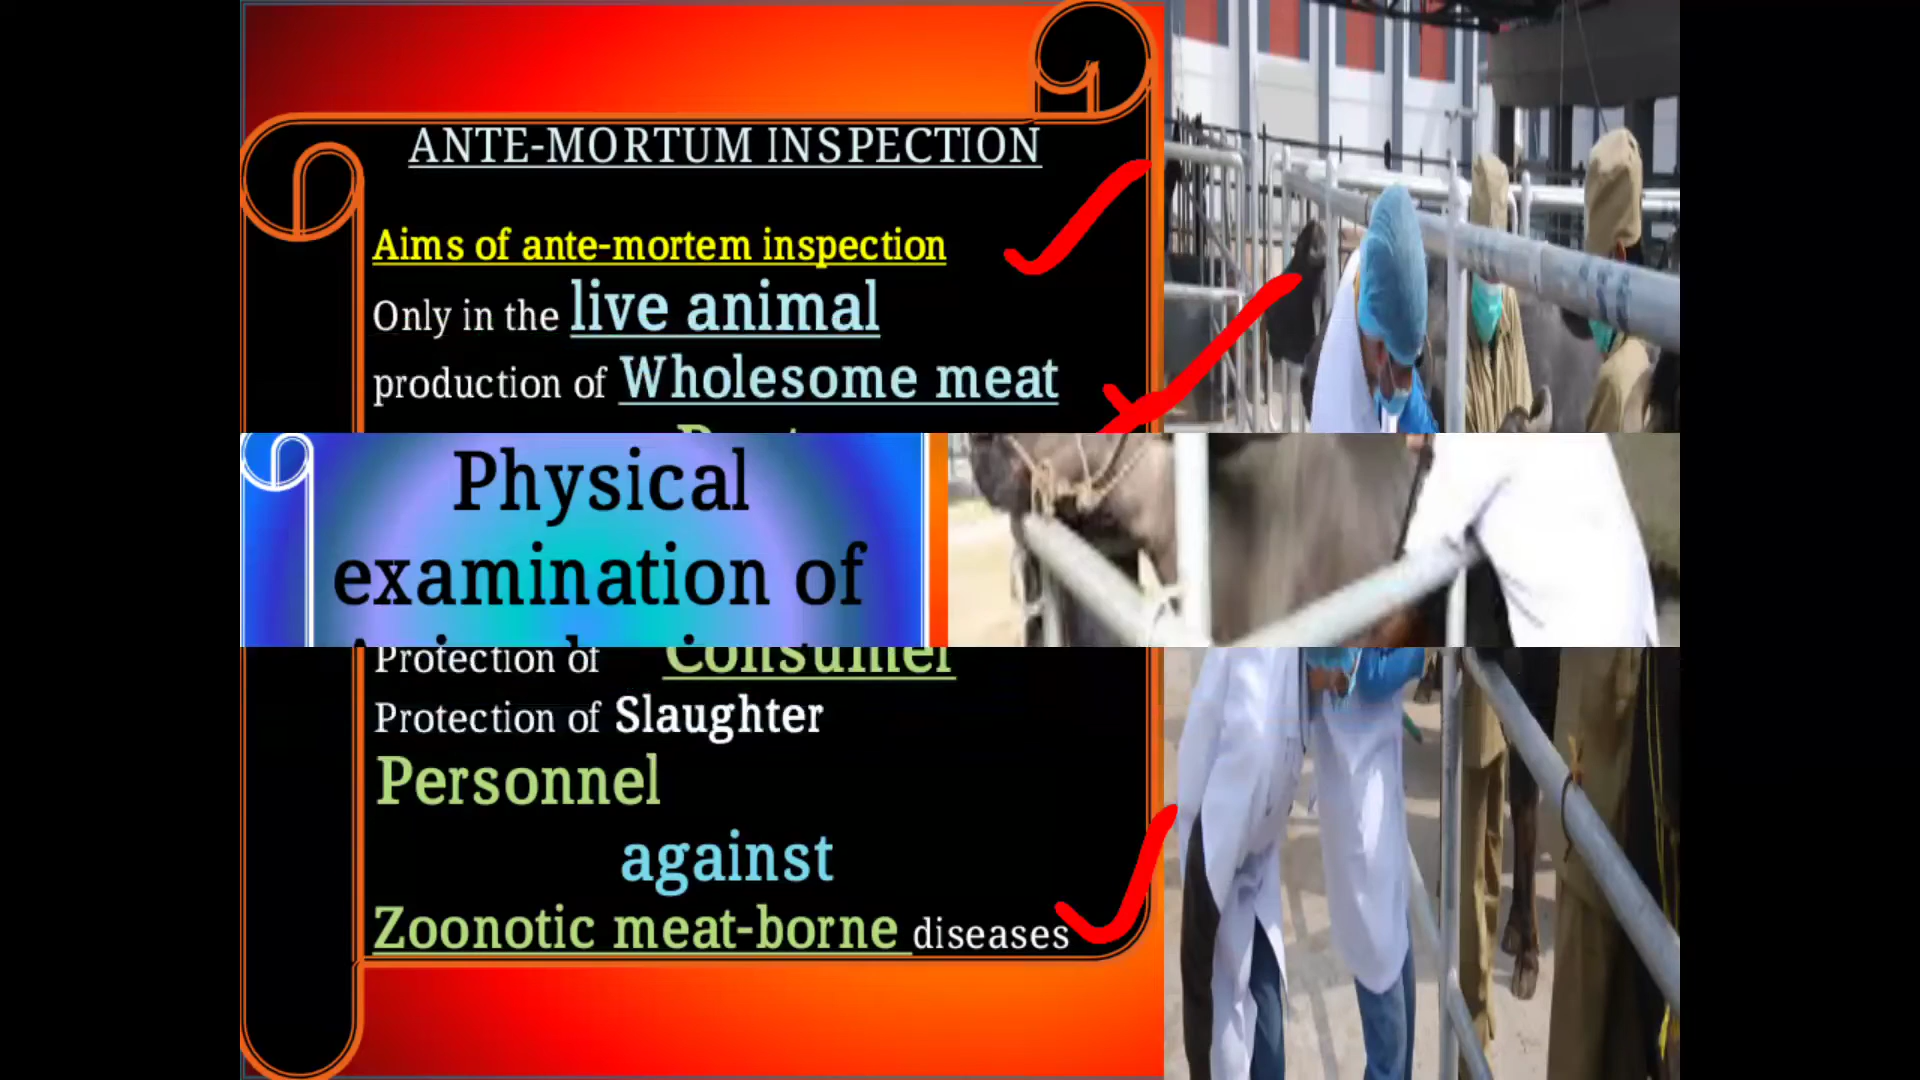 ANTE-MORTUM INSPECTION
Aims of ante-mortem inspection
Only in the live animal
production of Wholesome meat
Physical
examination of
Protection of Consumer
Protection of Slaughter
Personnel
against
Zoonotic meat-borne diseases